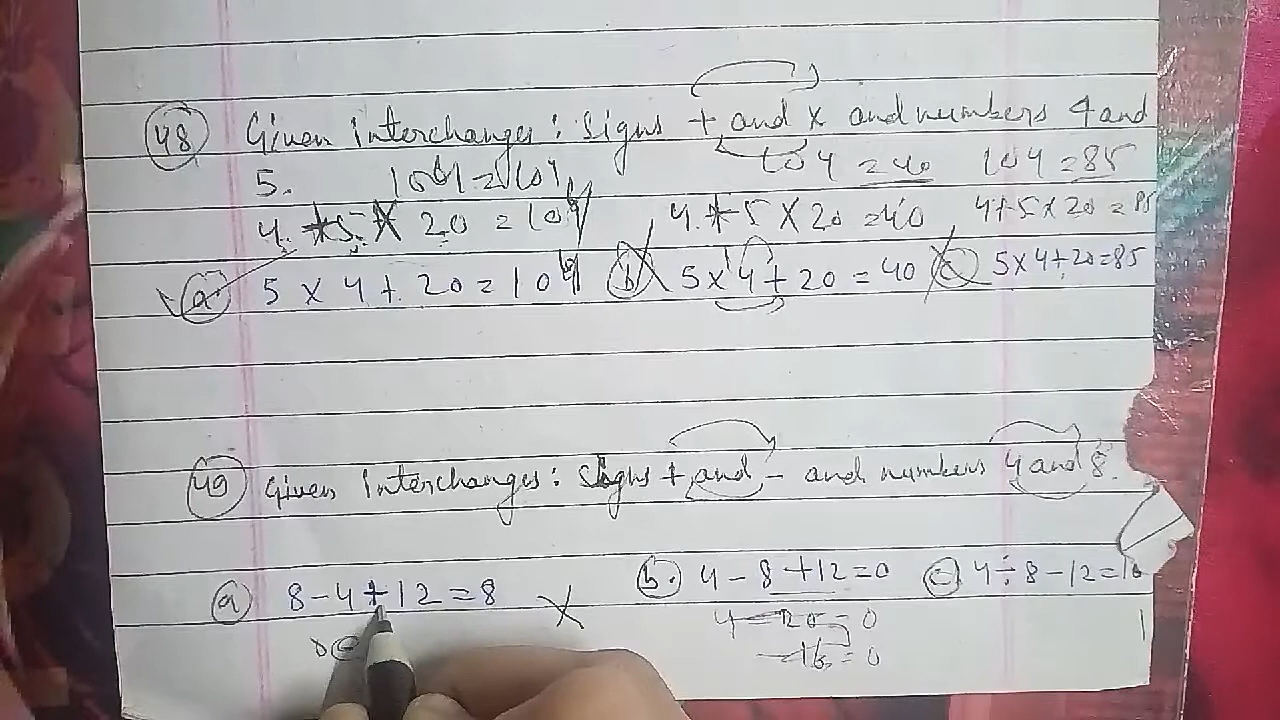 48 Given interchanges: Signs + and x and numbers 4 and
5. 104 = 104 104 = 40 104 = 85
4 + 5 X 20 = 104 4 + 5 X 20 = 40 4 + 5 x 20 = 85
a 5 x 4 + 20 = 104 b 5 x 4 + 20 = 40 c 5 x 4 + 20 = 85
49 Given interchanges: Signs + and - and numbers 4 and 8.
a 8 - 4 + 12 = 8 X b. 4 - 8 + 12 = 0 c 4 ÷ 8 - 12 = 16
4 - 20 = 0
-16 = 0